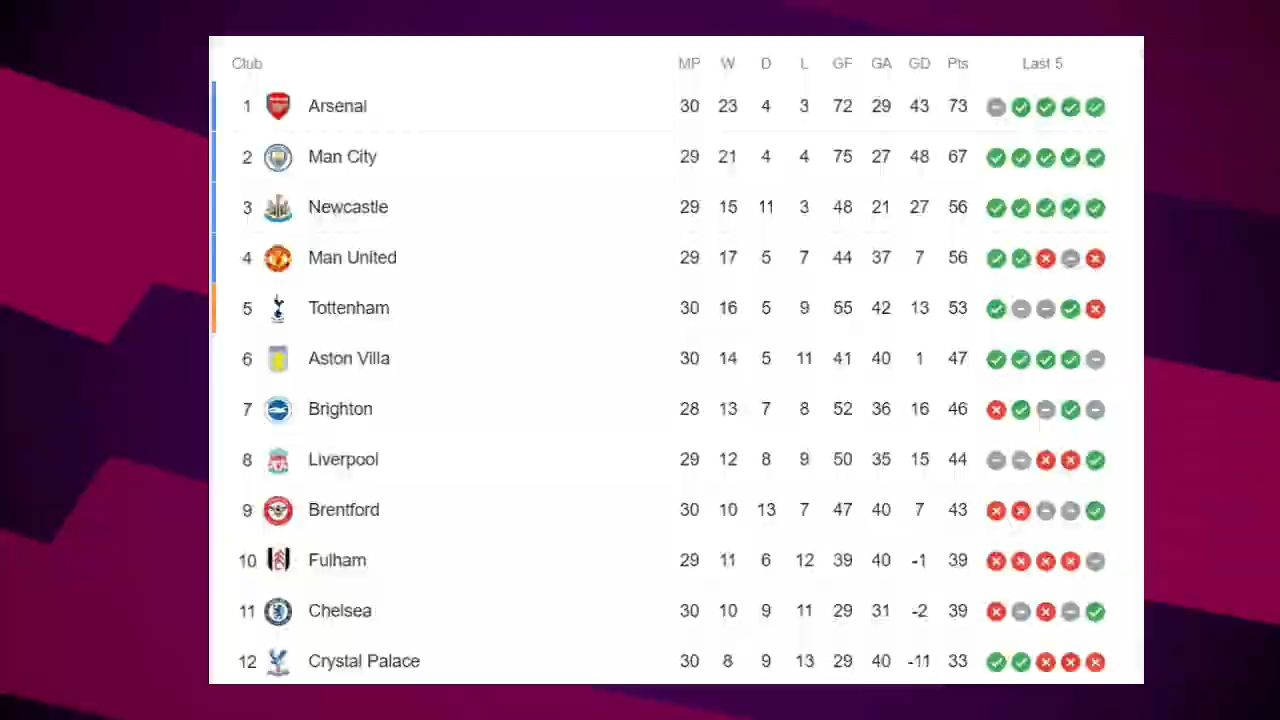 Club MP W D L GF GA GD Pts Last 5
1 Arsenal 30 23 4 3 72 29 43 73
2 Man City 29 21 4 4 75 27 48 67
3 Newcastle 29 15 11 3 48 21 27 56
4 Man United 29 17 5 7 44 37 7 56
5 Tottenham 30 16 5 9 55 42 13 53
6 Aston Villa 30 14 5 11 41 40 1 47
7 Brighton 28 13 7 8 52 36 16 46
8 Liverpool 29 12 8 9 50 35 15 44
9 Brentford 30 10 13 7 47 40 7 43
10 Fulham 29 11 6 12 39 40 -1 39
11 Chelsea 30 10 9 11 29 31 -2 39
12 Crystal Palace 30 8 9 13 29 40 -11 33